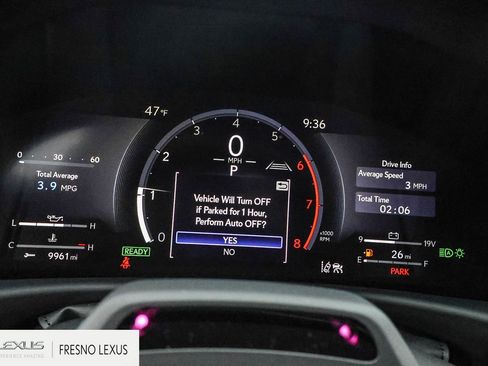 47°F
9:36
0 30 60
Total Average
3.9 MPG
L H
C H
9961 mi
READY
0 1 2 3 4 5 6 7 8
x1000 RPM
0
MPH
P
Vehicle Will Turn OFF
if Parked for 1 Hour,
Perform Auto OFF?
YES
NO
Drive Info
Average Speed
3 MPH
Total Time
02:06
9 19V
E 26 mi F
PARK
A
LEXUS
EXPERIENCE AMAZING
FRESNO LEXUS